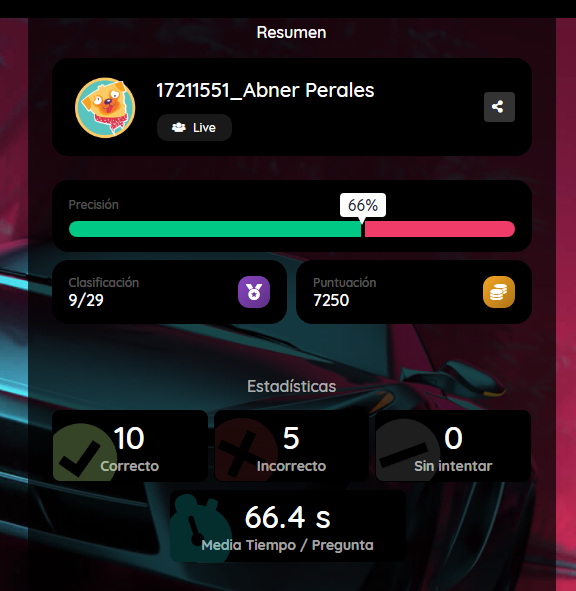 Resumen
17211551_Abner Perales
Live
66%
Precisión
Clasificación
9/29
Puntuación
7250
Estadísticas
10
Correcto
5
Incorrecto
0
Sin intentar
66.4 s
Media Tiempo / Pregunta